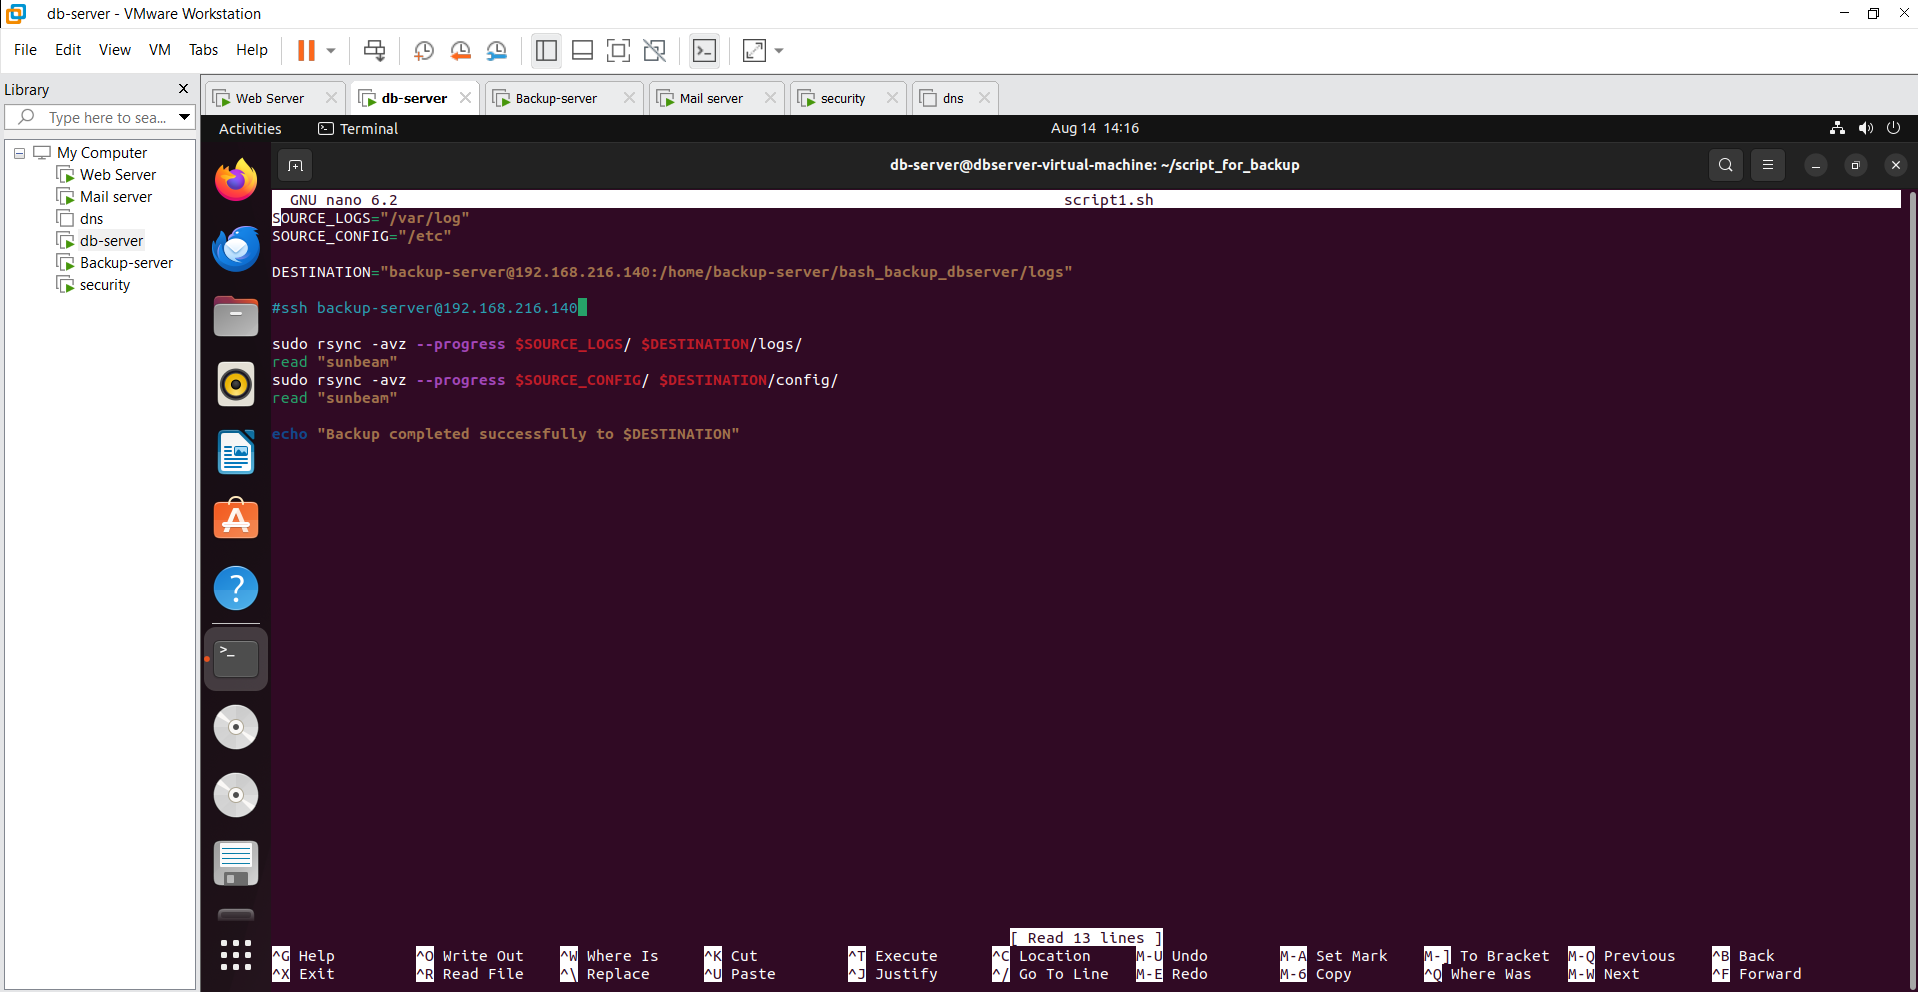 db-server - VMware Workstation
File Edit View VM Tabs Help
Library
Type here to sea...
My Computer
Web Server
Mail server
dns
db-server
Backup-server
security
Web Server
db-server
Backup-server
Mail server
security
dns
Activities
Terminal
Aug 14 14:16
db-server@dbserver-virtual-machine: ~/script_for_backup
GNU nano 6.2 script1.sh
SOURCE_LOGS="/var/log"
SOURCE_CONFIG="/etc"
DESTINATION="backup-server@192.168.216.140:/home/backup-server/bash_backup_dbserver/logs"
#ssh backup-server@192.168.216.140
sudo rsync -avz --progress $SOURCE_LOGS/ $DESTINATION/logs/
read "sunbeam"
sudo rsync -avz --progress $SOURCE_CONFIG/ $DESTINATION/config/
read "sunbeam"
echo "Backup completed successfully to $DESTINATION"
[ Read 13 lines ]
^G Help ^O Write Out ^W Where Is ^K Cut ^T Execute ^C Location M-U Undo M-A Set Mark M-] To Bracket M-Q Previous ^B Back
^X Exit ^R Read File ^\ Replace ^U Paste ^J Justify ^/ Go To Line M-E Redo M-6 Copy ^Q Where Was M-W Next ^F Forward